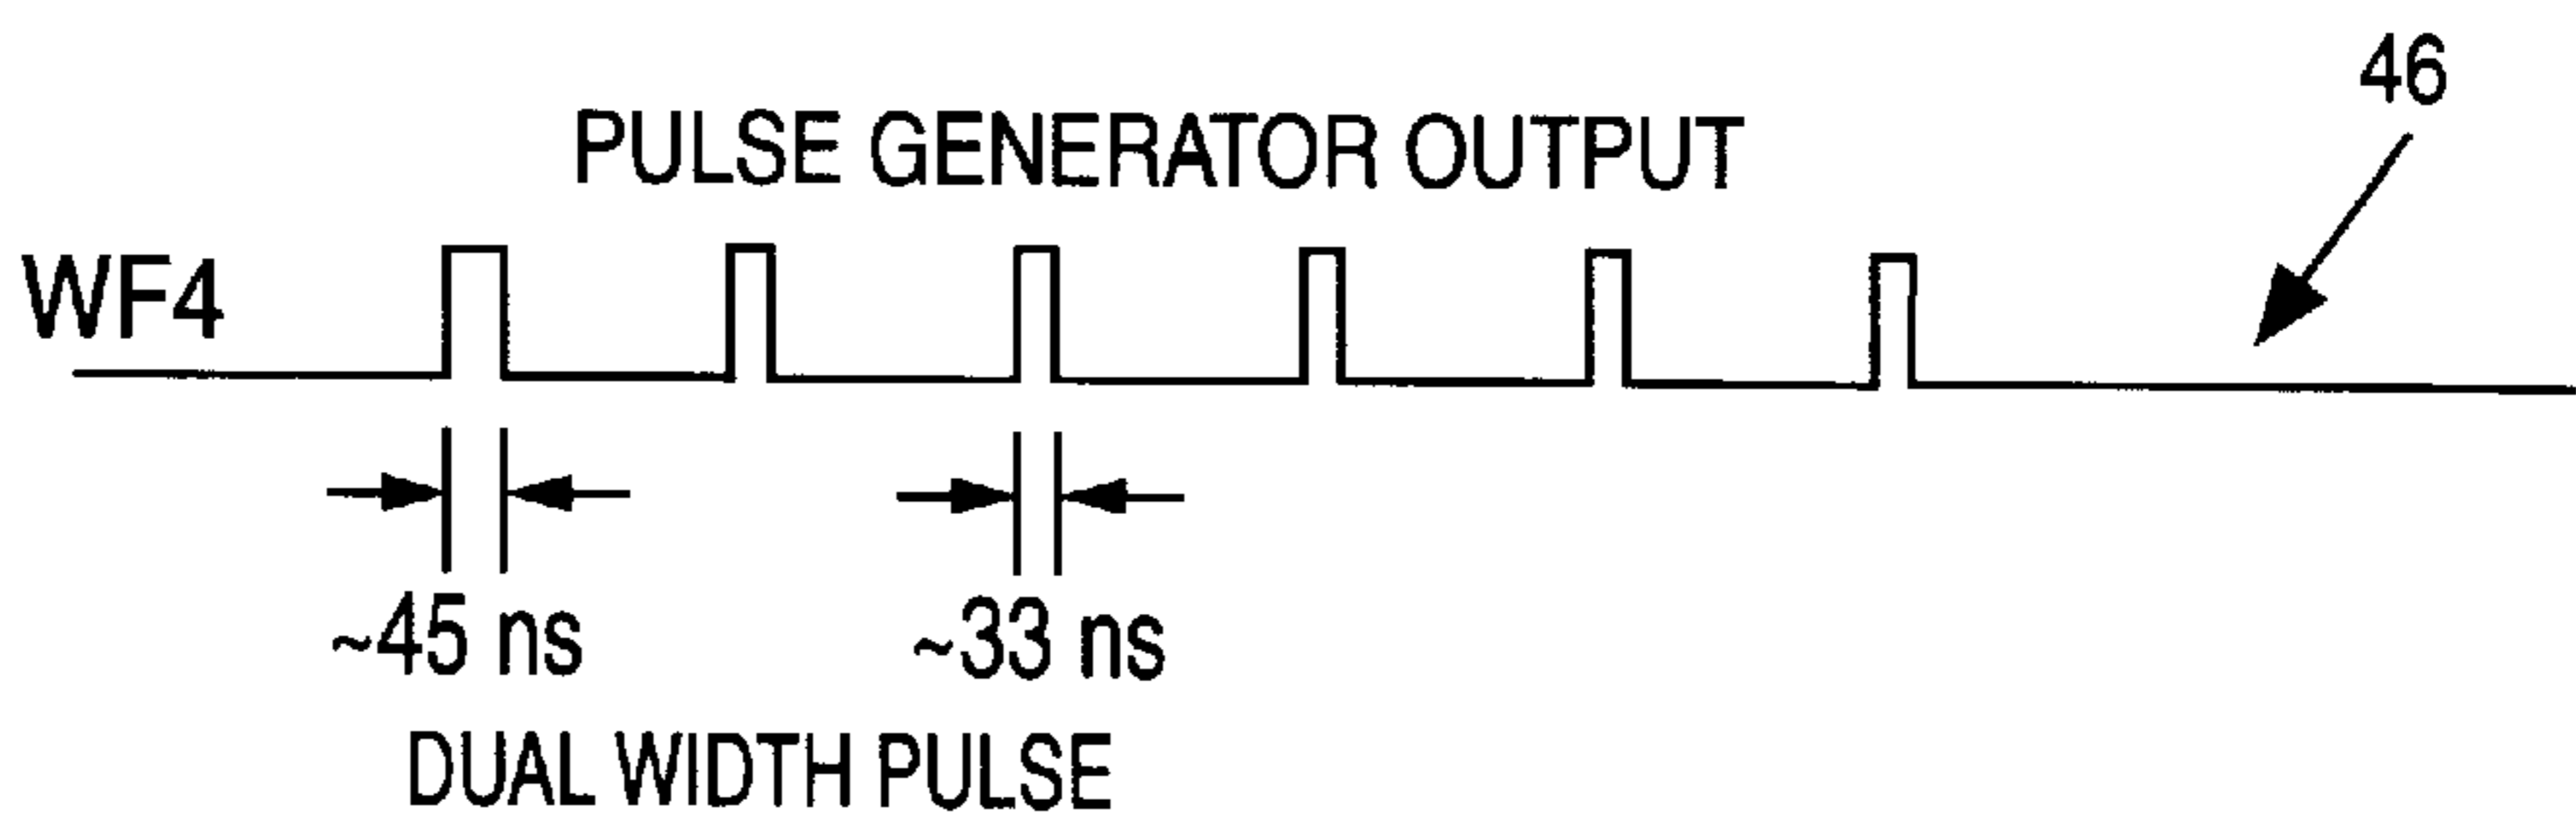 46
PULSE GENERATOR OUTPUT
WF4
~45 ns
~33 ns
DUAL WIDTH PULSE